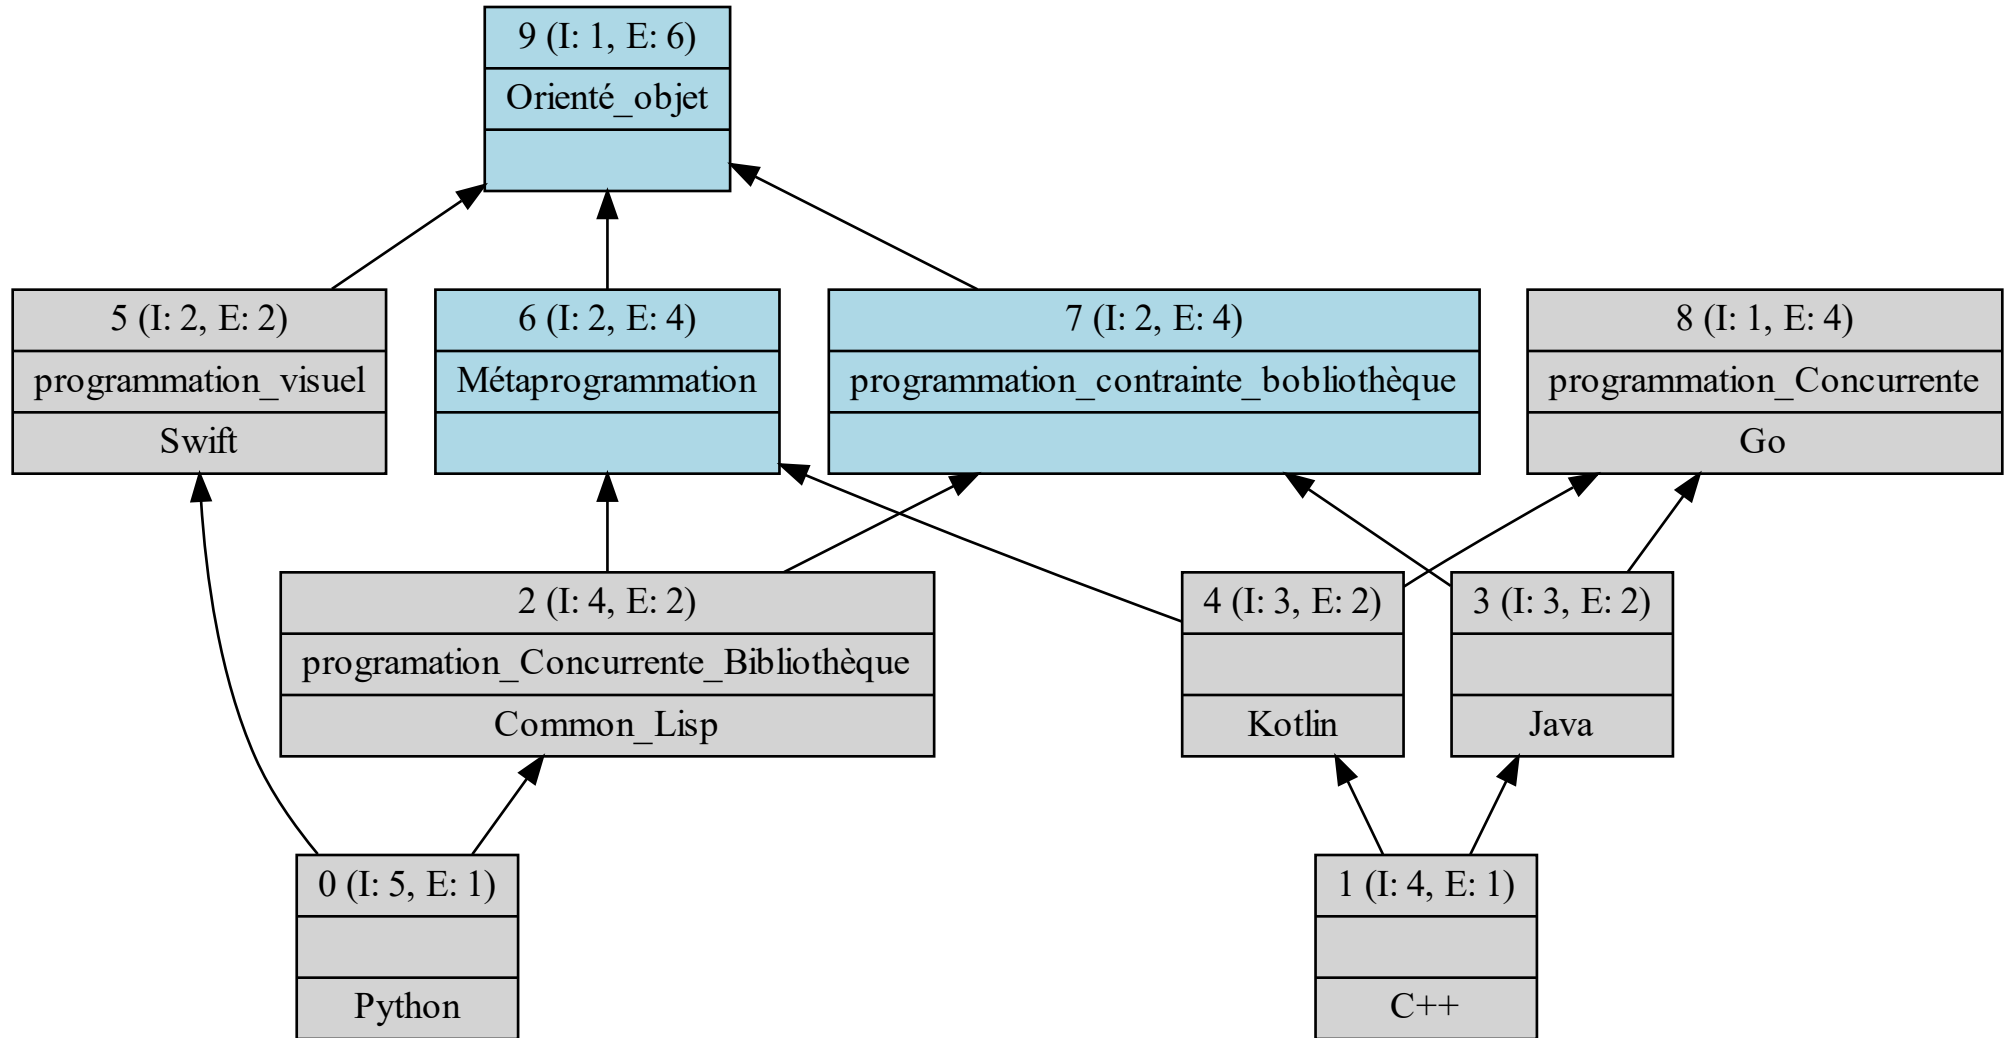 9 (I: 1, E: 6)
Orienté_objet
5 (I: 2, E: 2)
programmation_visuel
Swift
6 (I: 2, E: 4)
Métaprogrammation
7 (I: 2, E: 4)
programmation_contrainte_bobliothèque
8 (I: 1, E: 4)
programmation_Concurrente
Go
2 (I: 4, E: 2)
programation_Concurrente_Bibliothèque
Common_Lisp
4 (I: 3, E: 2)
Kotlin
3 (I: 3, E: 2)
Java
0 (I: 5, E: 1)
Python
1 (I: 4, E: 1)
C++